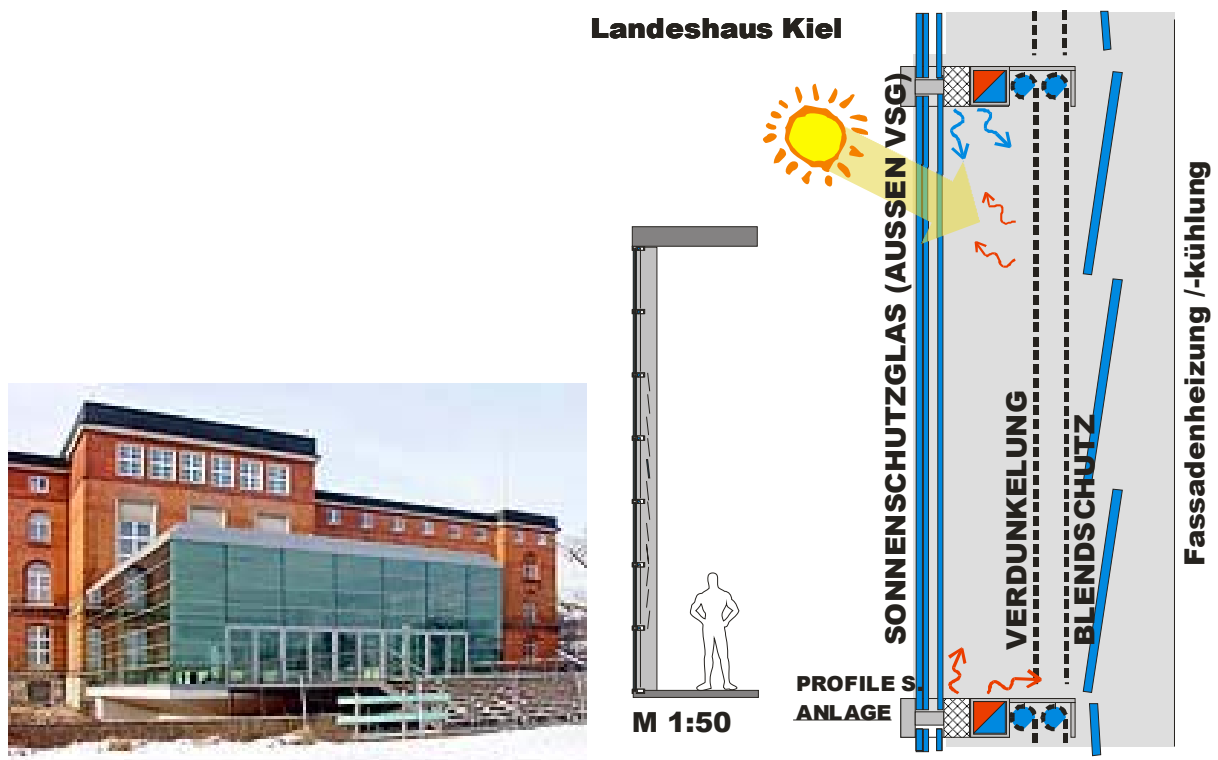 Landeshaus Kiel
SONNENSCHUTZGLAS (AUSSEN VSG)
VERDUNKELUNG
BLENDSCHUTZ
Fassadenheizung /-kühlung
PROFILE S.
ANLAGE
M 1:50